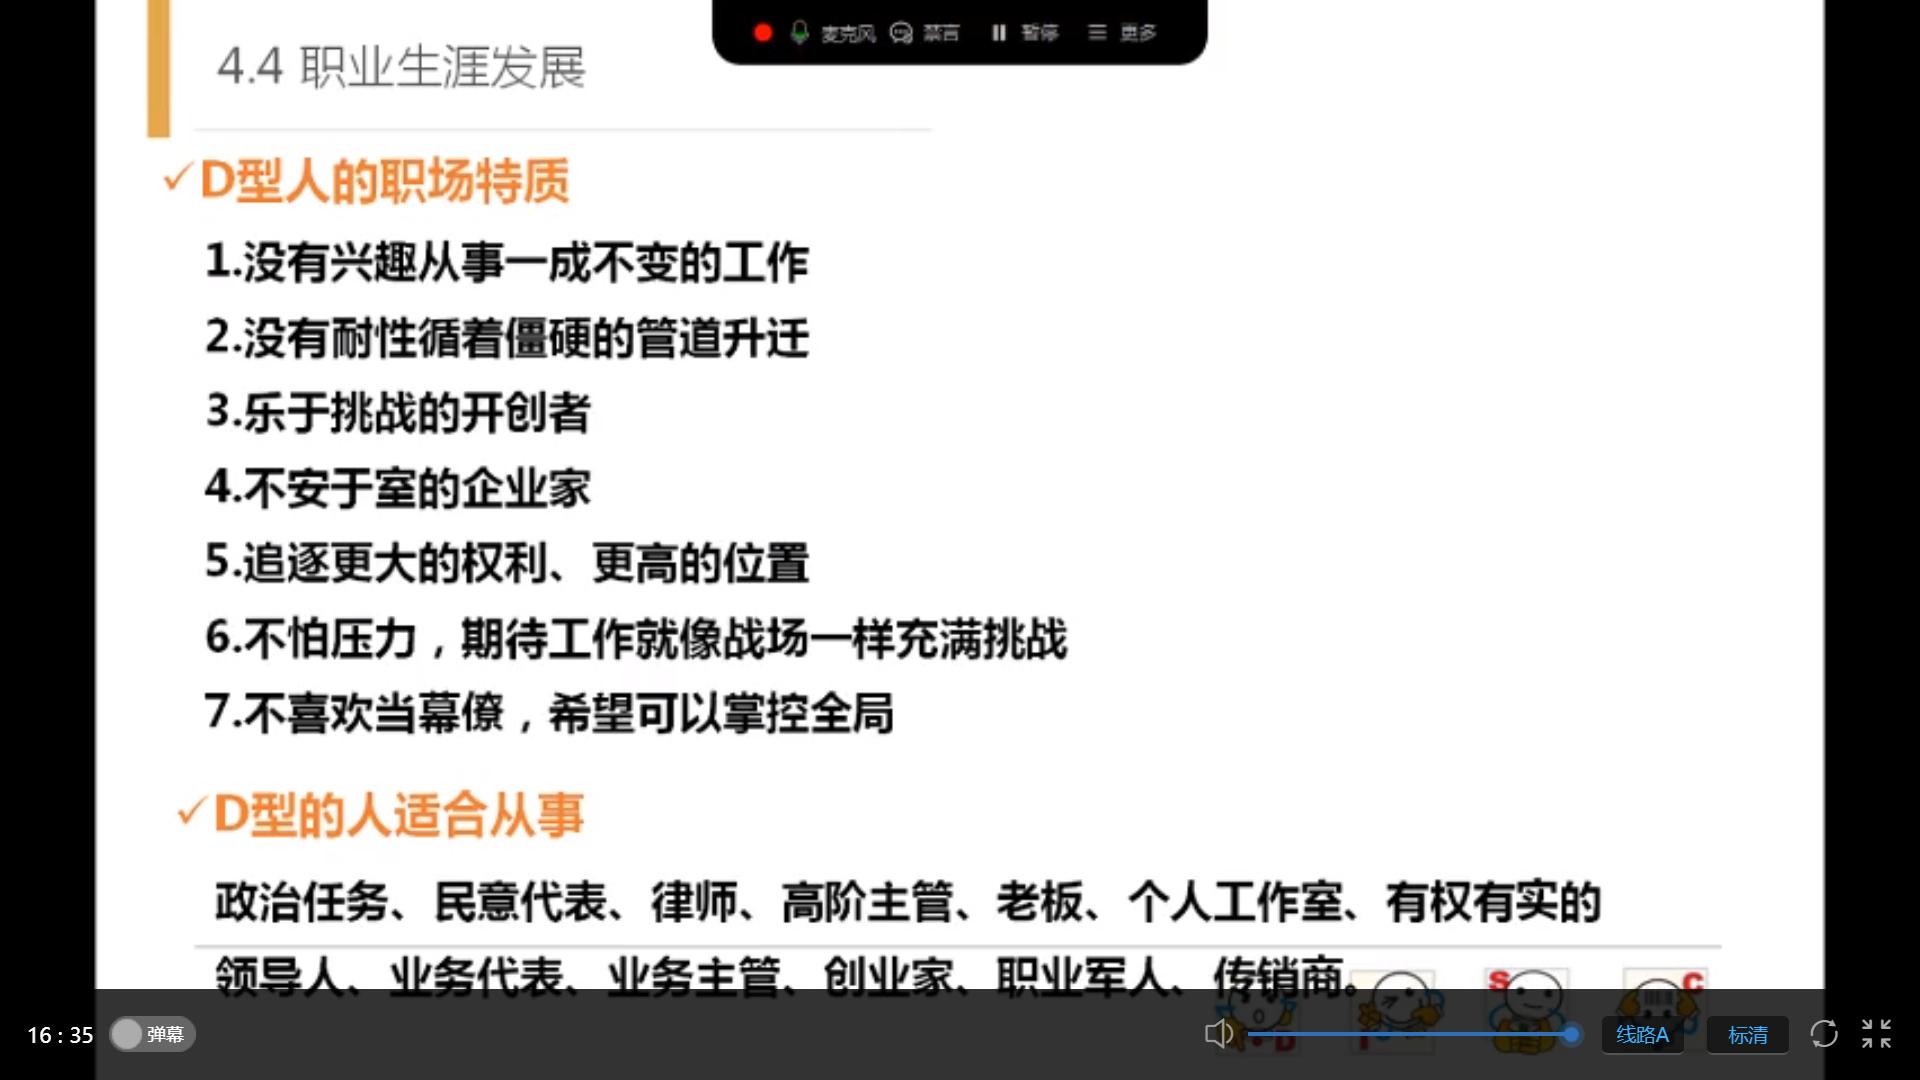 麦克风 禁言 暂停 更多
4.4 职业生涯发展
✓D型人的职场特质
1.没有兴趣从事一成不变的工作
2.没有耐性循着僵硬的管道升迁
3.乐于挑战的开创者
4.不安于室的企业家
5.追逐更大的权利、更高的位置
6.不怕压力，期待工作就像战场一样充满挑战
7.不喜欢当幕僚，希望可以掌控全局
✓D型的人适合从事
政治任务、民意代表、律师、高阶主管、老板、个人工作室、有权有实的
领导人、业务代表、业务主管、创业家、职业军人、传销商。
D I S C
16 : 35 弹幕 线路A 标清